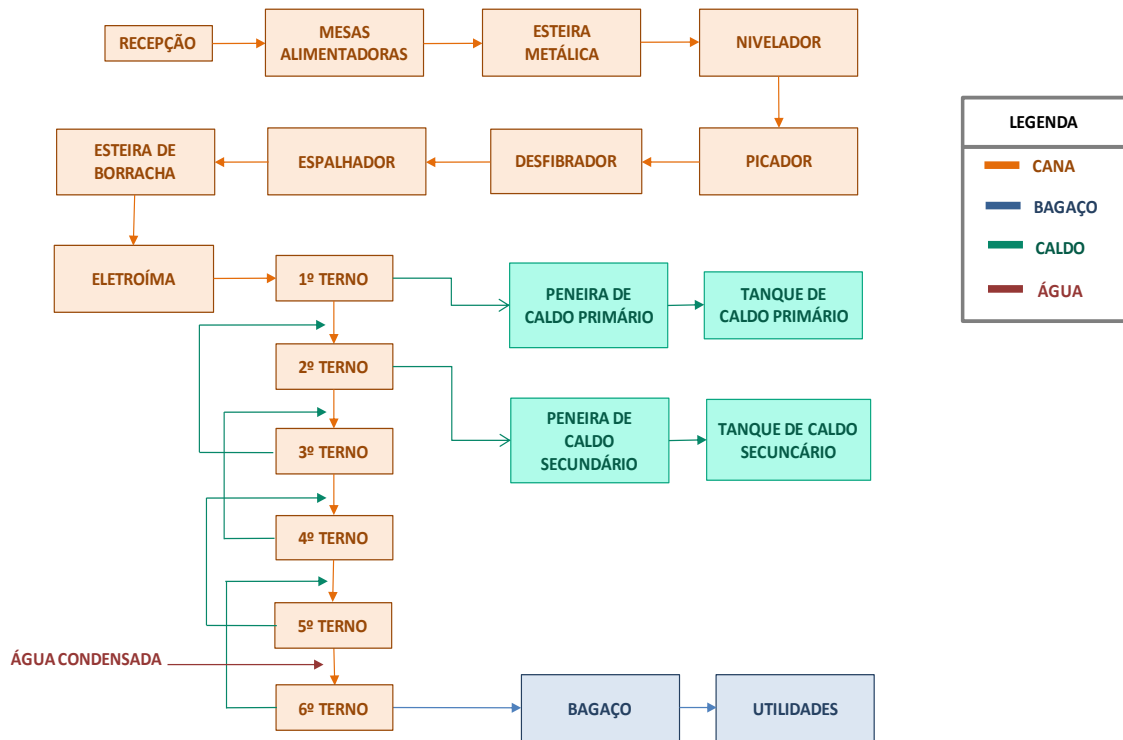 RECEPÇÃO
MESAS
ALIMENTADORAS
ESTEIRA
METÁLICA
NIVELADOR
LEGENDA
CANA
BAGAÇO
CALDO
ÁGUA
ESTEIRA DE
BORRACHA
ESPALHADOR
DESFIBRADOR
PICADOR
ELETROÍMA
1º TERNO
PENEIRA DE
CALDO PRIMÁRIO
TANQUE DE
CALDO PRIMÁRIO
2º TERNO
PENEIRA DE
CALDO
SECUNDÁRIO
TANQUE DE CALDO
SECUNCÁRIO
3º TERNO
4º TERNO
5º TERNO
ÁGUA CONDENSADA
6º TERNO
BAGAÇO
UTILIDADES